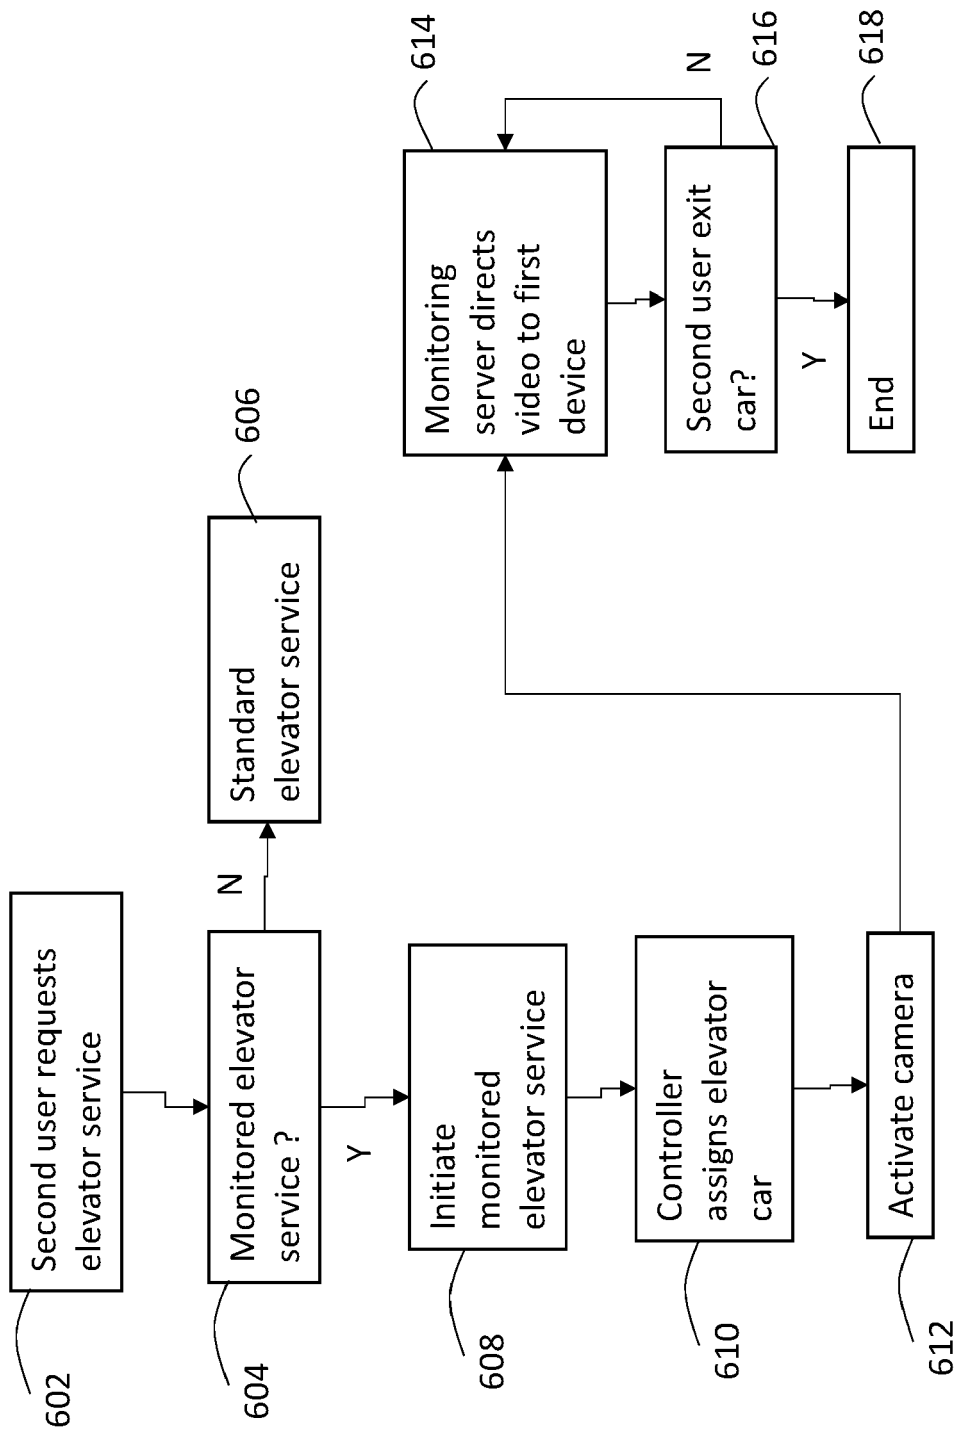 602
Second user requests
elevator service
604
Monitored elevator
service ?
N
606
Standard
elevator service
Y
608
Initiate
monitored
elevator service
610
Controller
assigns elevator
car
612
Activate camera
614
Monitoring
server directs
video to first
device
616
Second user exit
car?
N
Y
618
End